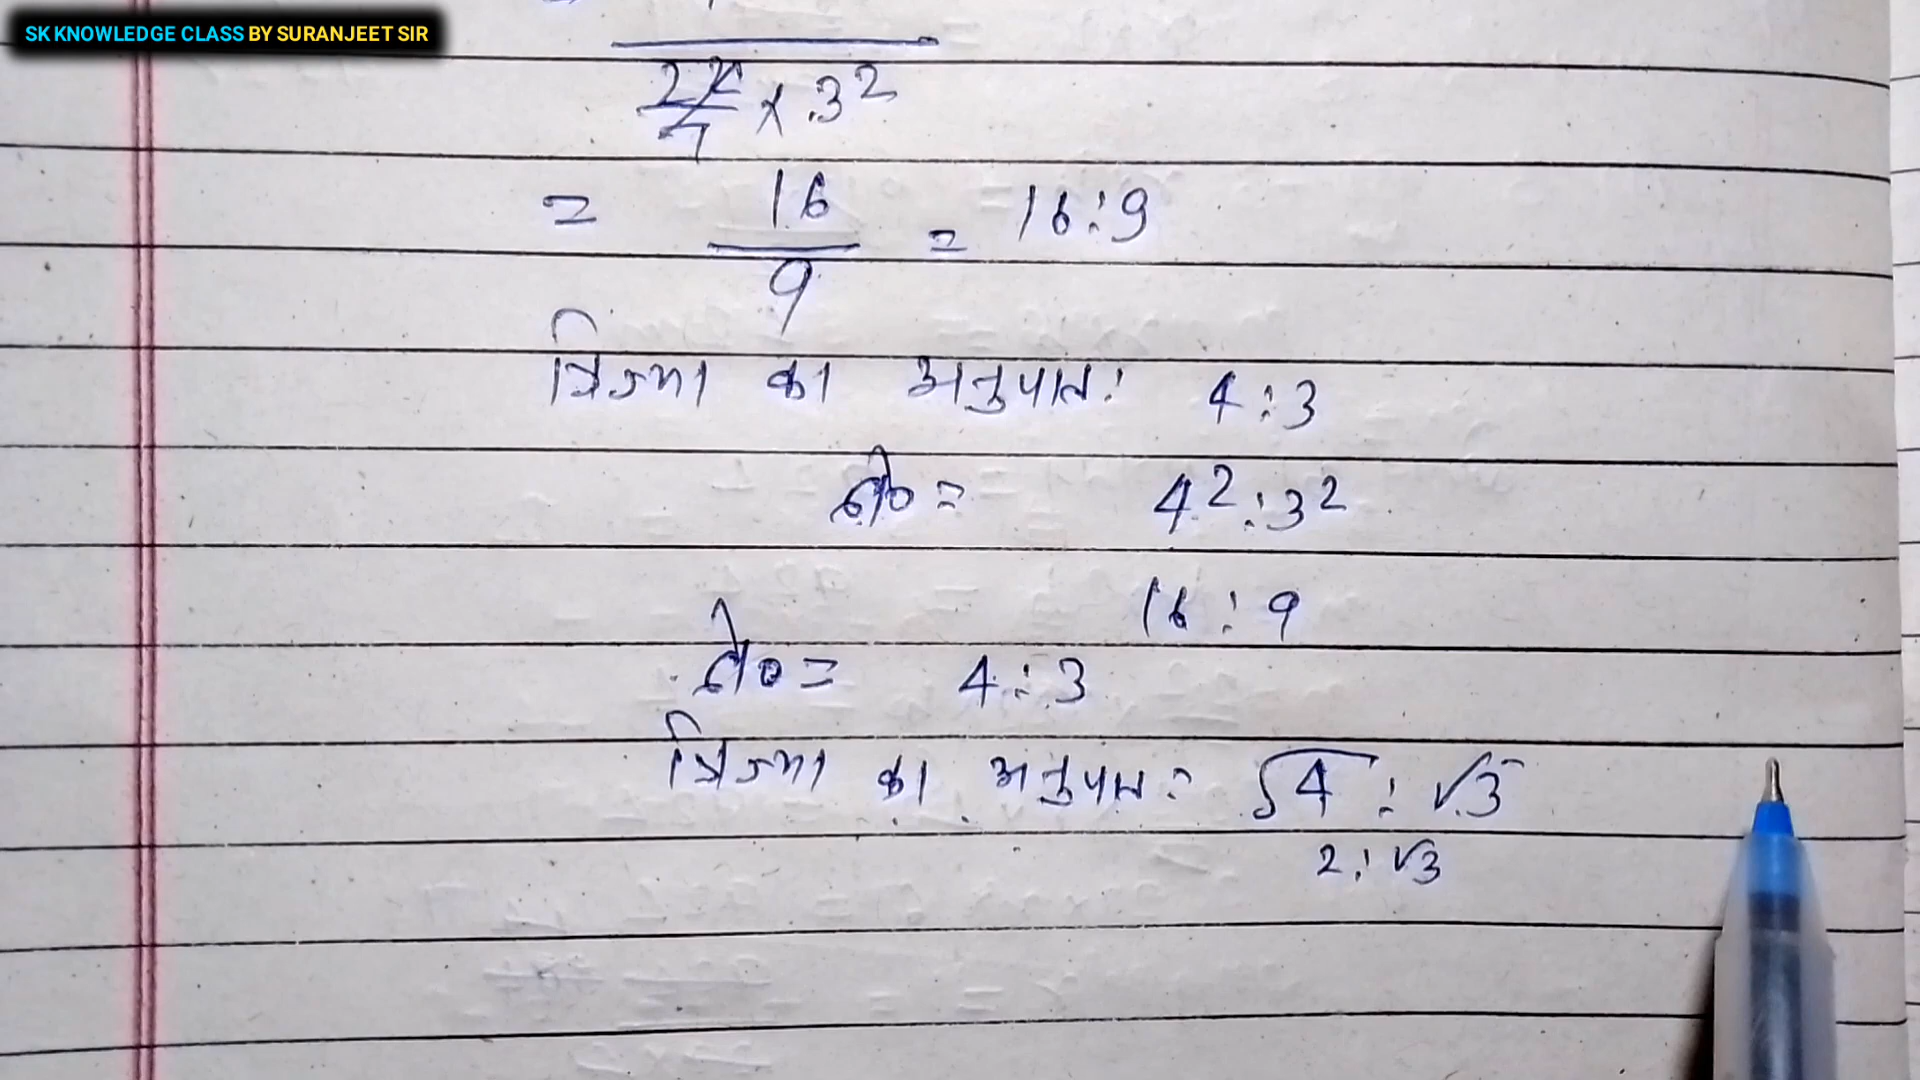 SK KNOWLEDGE CLASS BY SURANJEET SIR
22/7 × 3²
= 16/9 = 16:9
त्रिज्या का अनुपात: 4:3
क्षे० = 4²:3²
16:9
क्षे० = 4:3
त्रिज्या का अनुपात = √4 : √3
2:√3